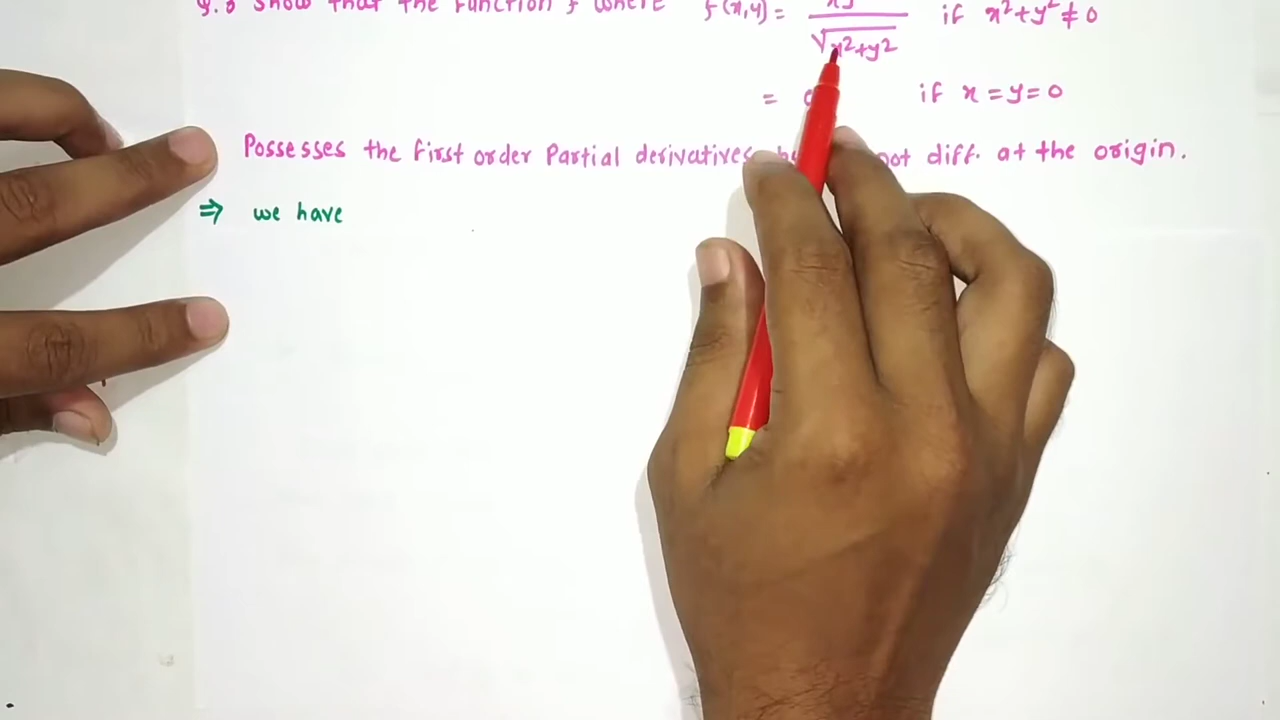 Show that the function f where f(x,y) = xy / √x²+y² if x²+y² ≠ 0
= if x = y = 0
Possesses the first order Partial derivatives not diff. at the origin.
⇒ we have